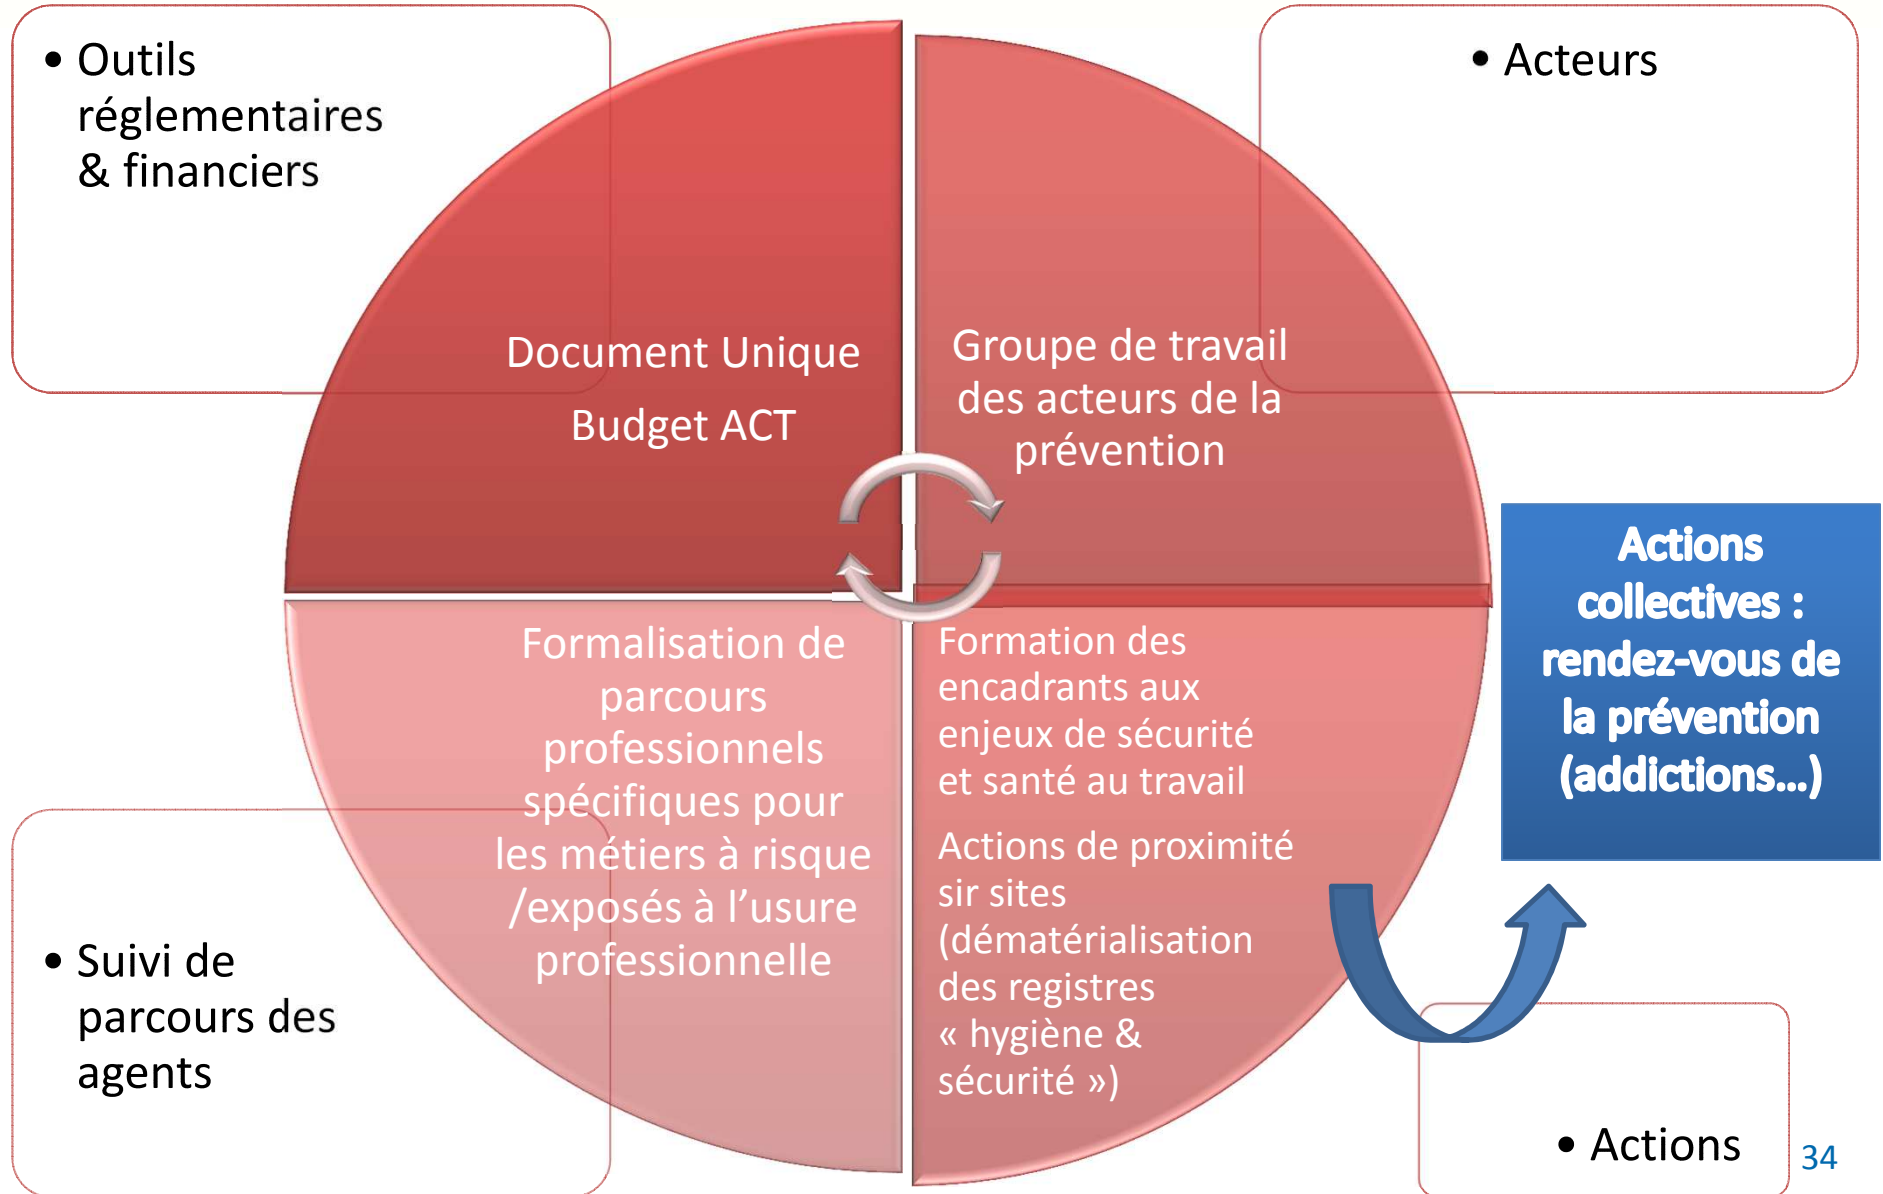 • Outils
réglementaires
& financiers
• Acteurs
Document Unique
Budget ACT
Groupe de travail
des acteurs de la
prévention
Formalisation de
parcours
professionnels
spécifiques pour
les métiers à risque
/exposés à l’usure
professionnelle
Formation des
encadrants aux
enjeux de sécurité
et santé au travail
Actions de proximité
sir sites
(dématérialisation
des registres
« hygiène &
sécurité »)
Actions
collectives :
rendez-vous de
la prévention
(addictions...)
• Suivi de
parcours des
agents
• Actions
34